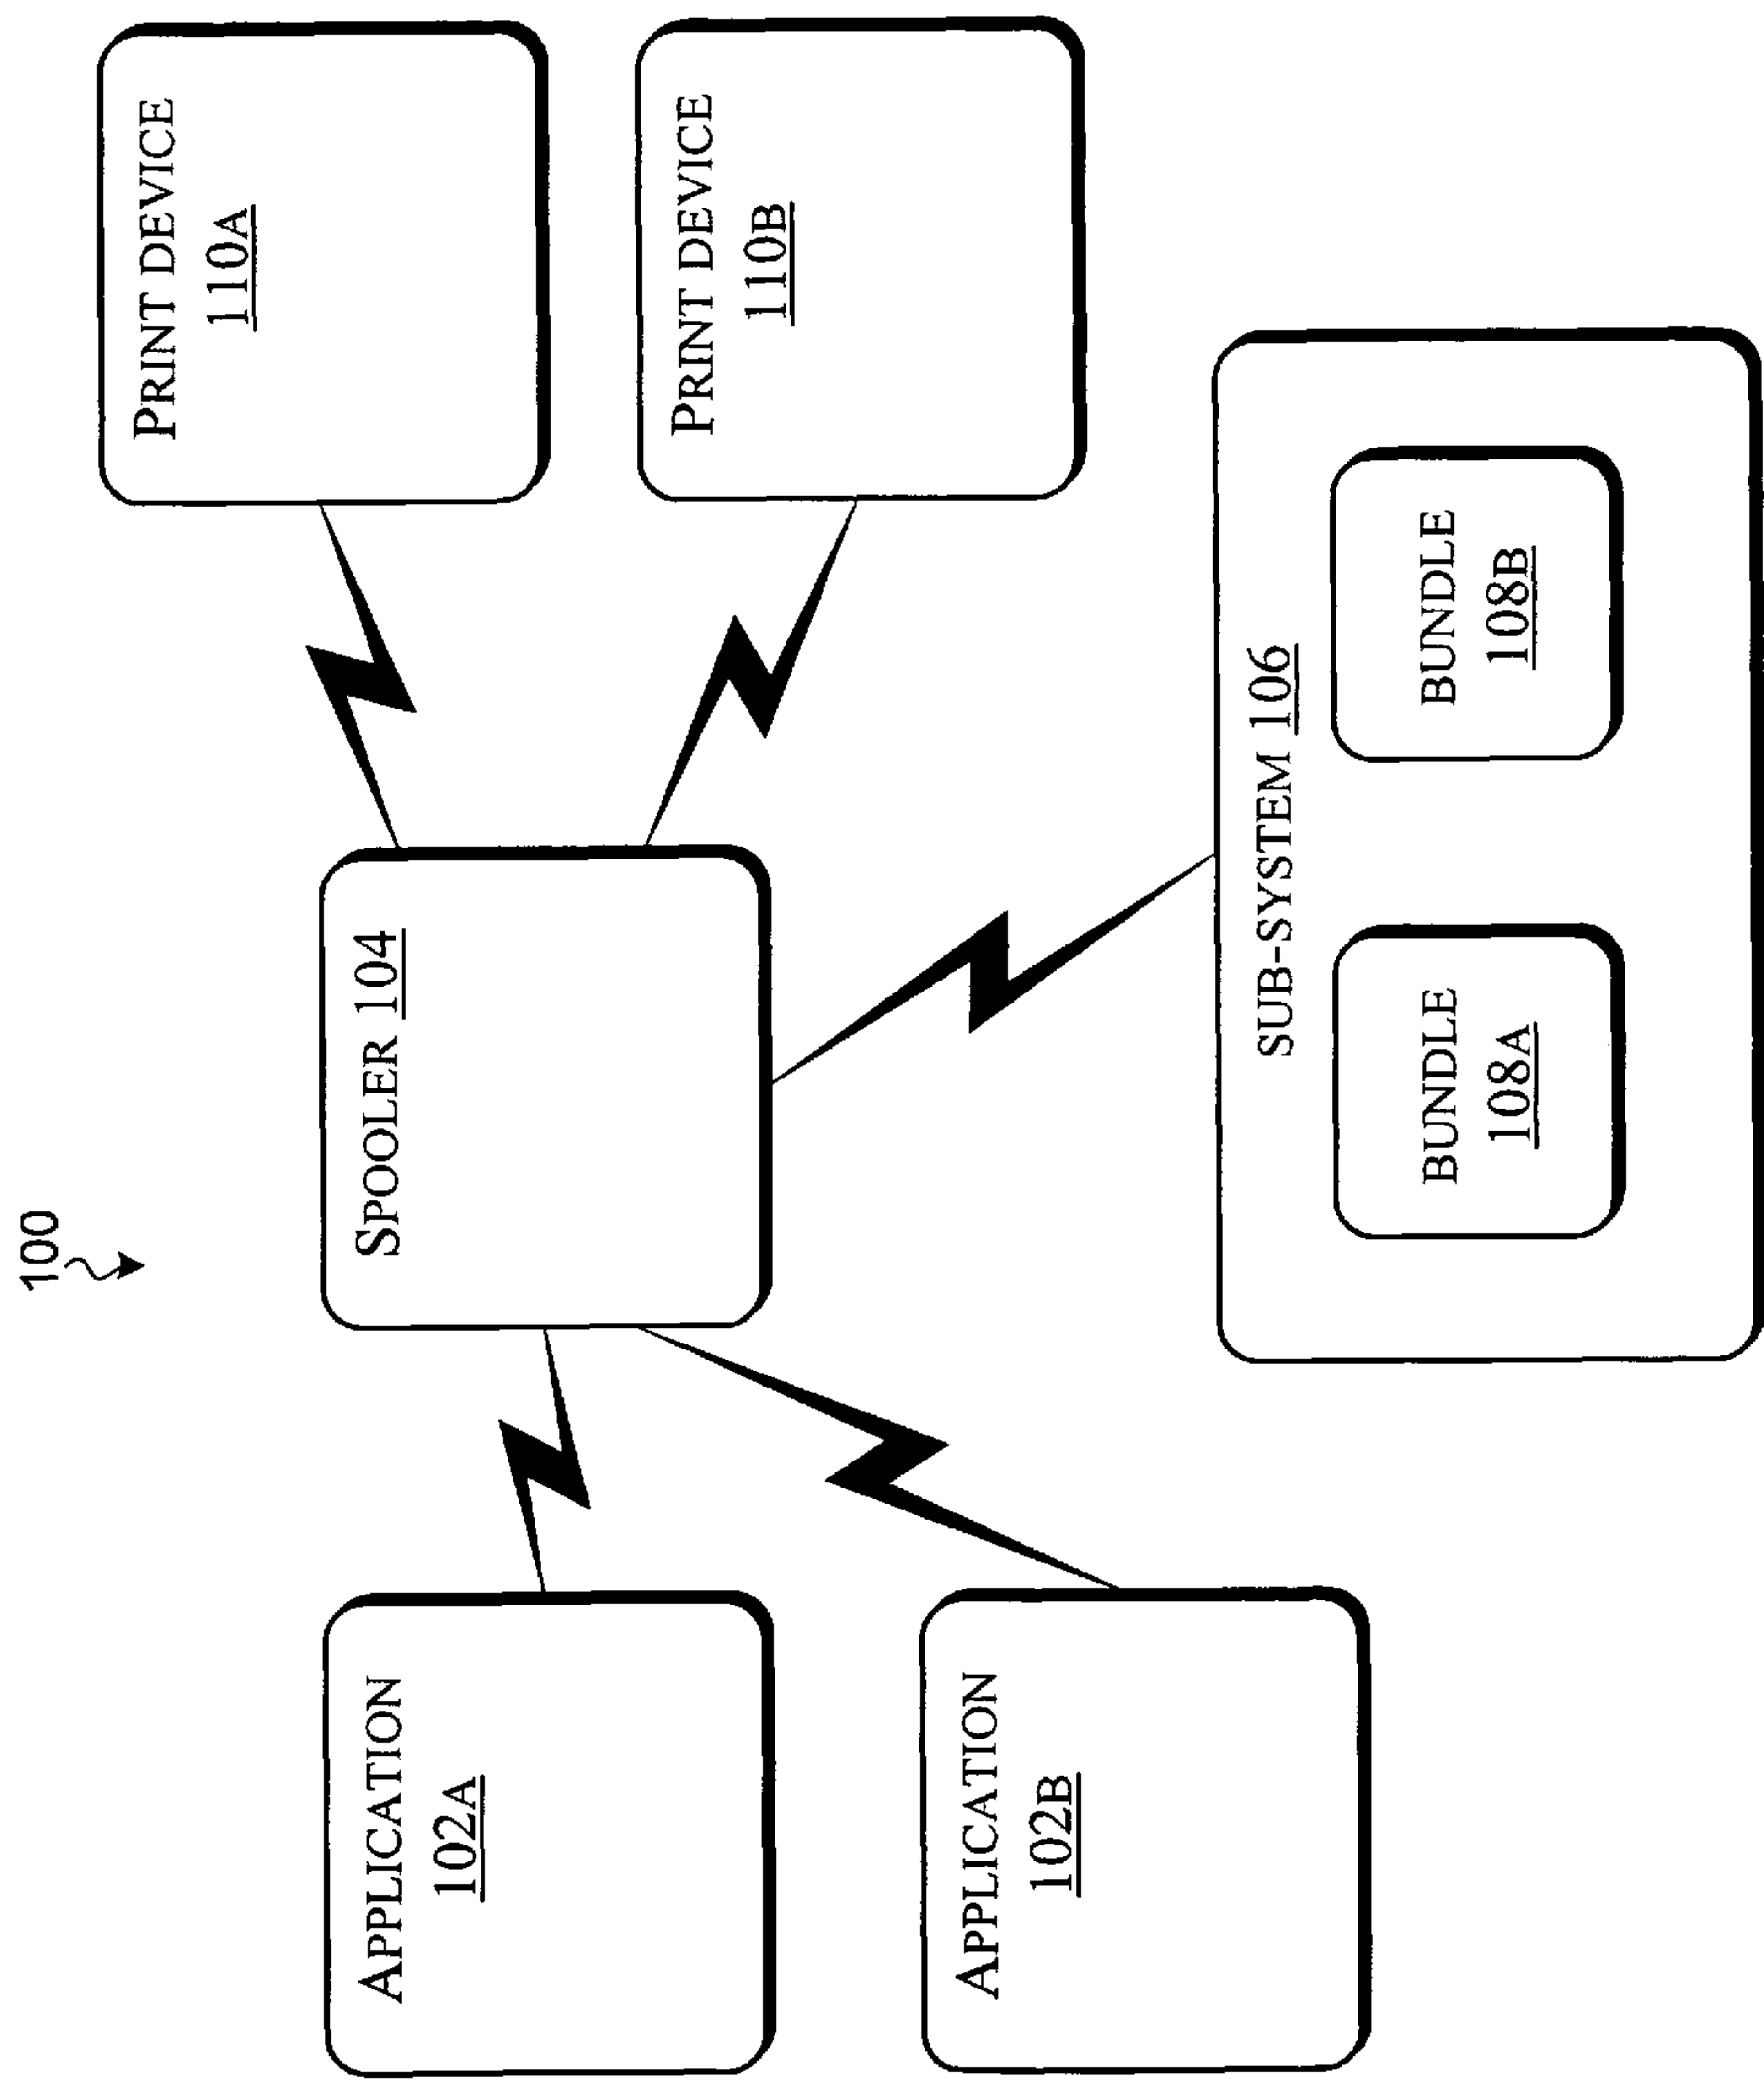 100
APPLICATION
102A
APPLICATION
102B
SPOOLER 104
PRINT DEVICE
110A
PRINT DEVICE
110B
SUB-SYSTEM 106
BUNDLE
108A
BUNDLE
108B